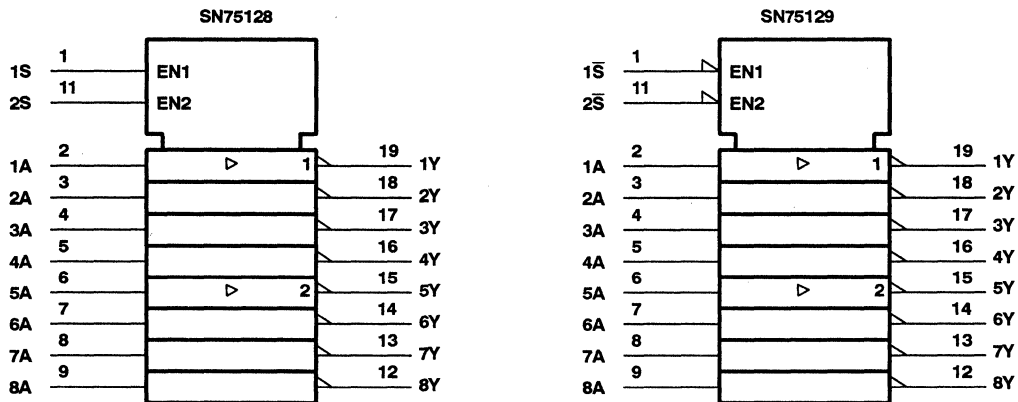 SN75128
1S 1 EN1
2S 11 EN2
1A 2 ▷ 1 19 1Y
2A 3 18 2Y
3A 4 17 3Y
4A 5 16 4Y
5A 6 ▷ 2 15 5Y
6A 7 14 6Y
7A 8 13 7Y
8A 9 12 8Y
SN75129
1S̅ 1 EN1
2S̅ 11 EN2
1A 2 ▷ 1 19 1Y
2A 3 18 2Y
3A 4 17 3Y
4A 5 16 4Y
5A 6 ▷ 2 15 5Y
6A 7 14 6Y
7A 8 13 7Y
8A 9 12 8Y